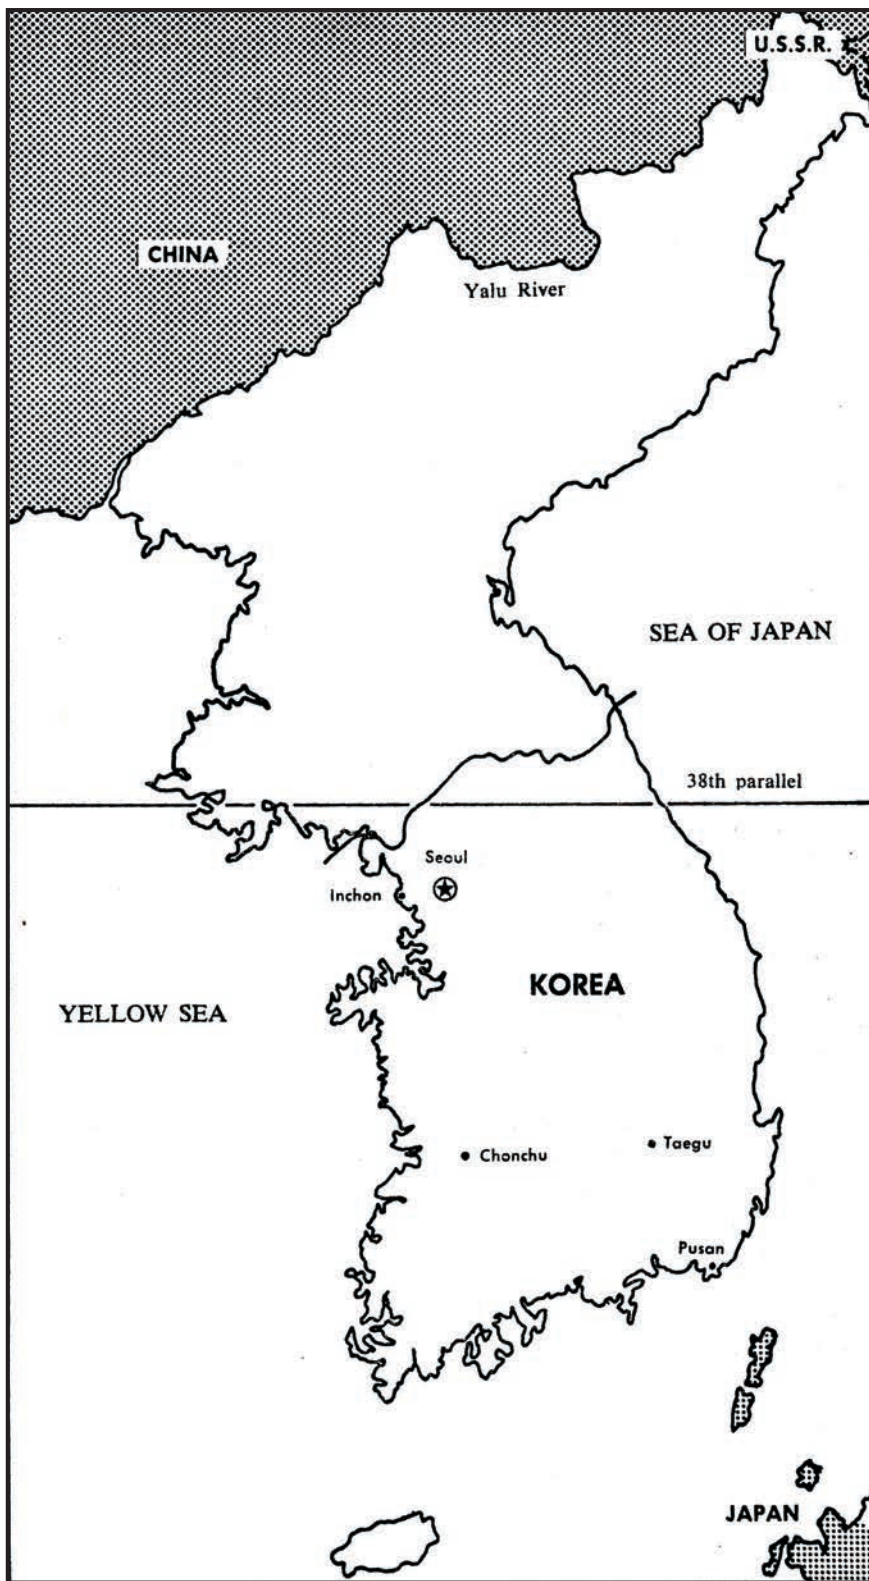 U.S.S.R.
CHINA
Yalu River
SEA OF JAPAN
38th parallel
Seoul
Inchon
KOREA
YELLOW SEA
Chonchu
Taegu
Pusan
JAPAN